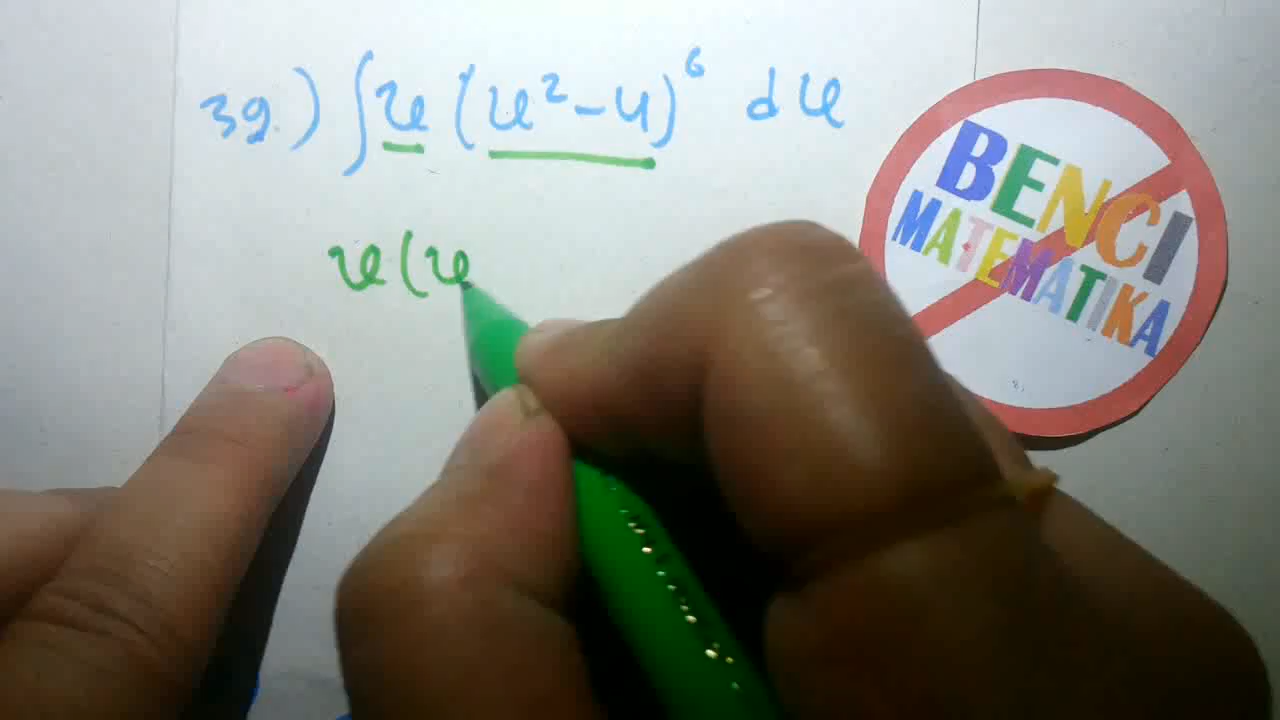 39.) ∫ u (u² - 4)⁶ du
u (u
BENCI
MATEMATIKA